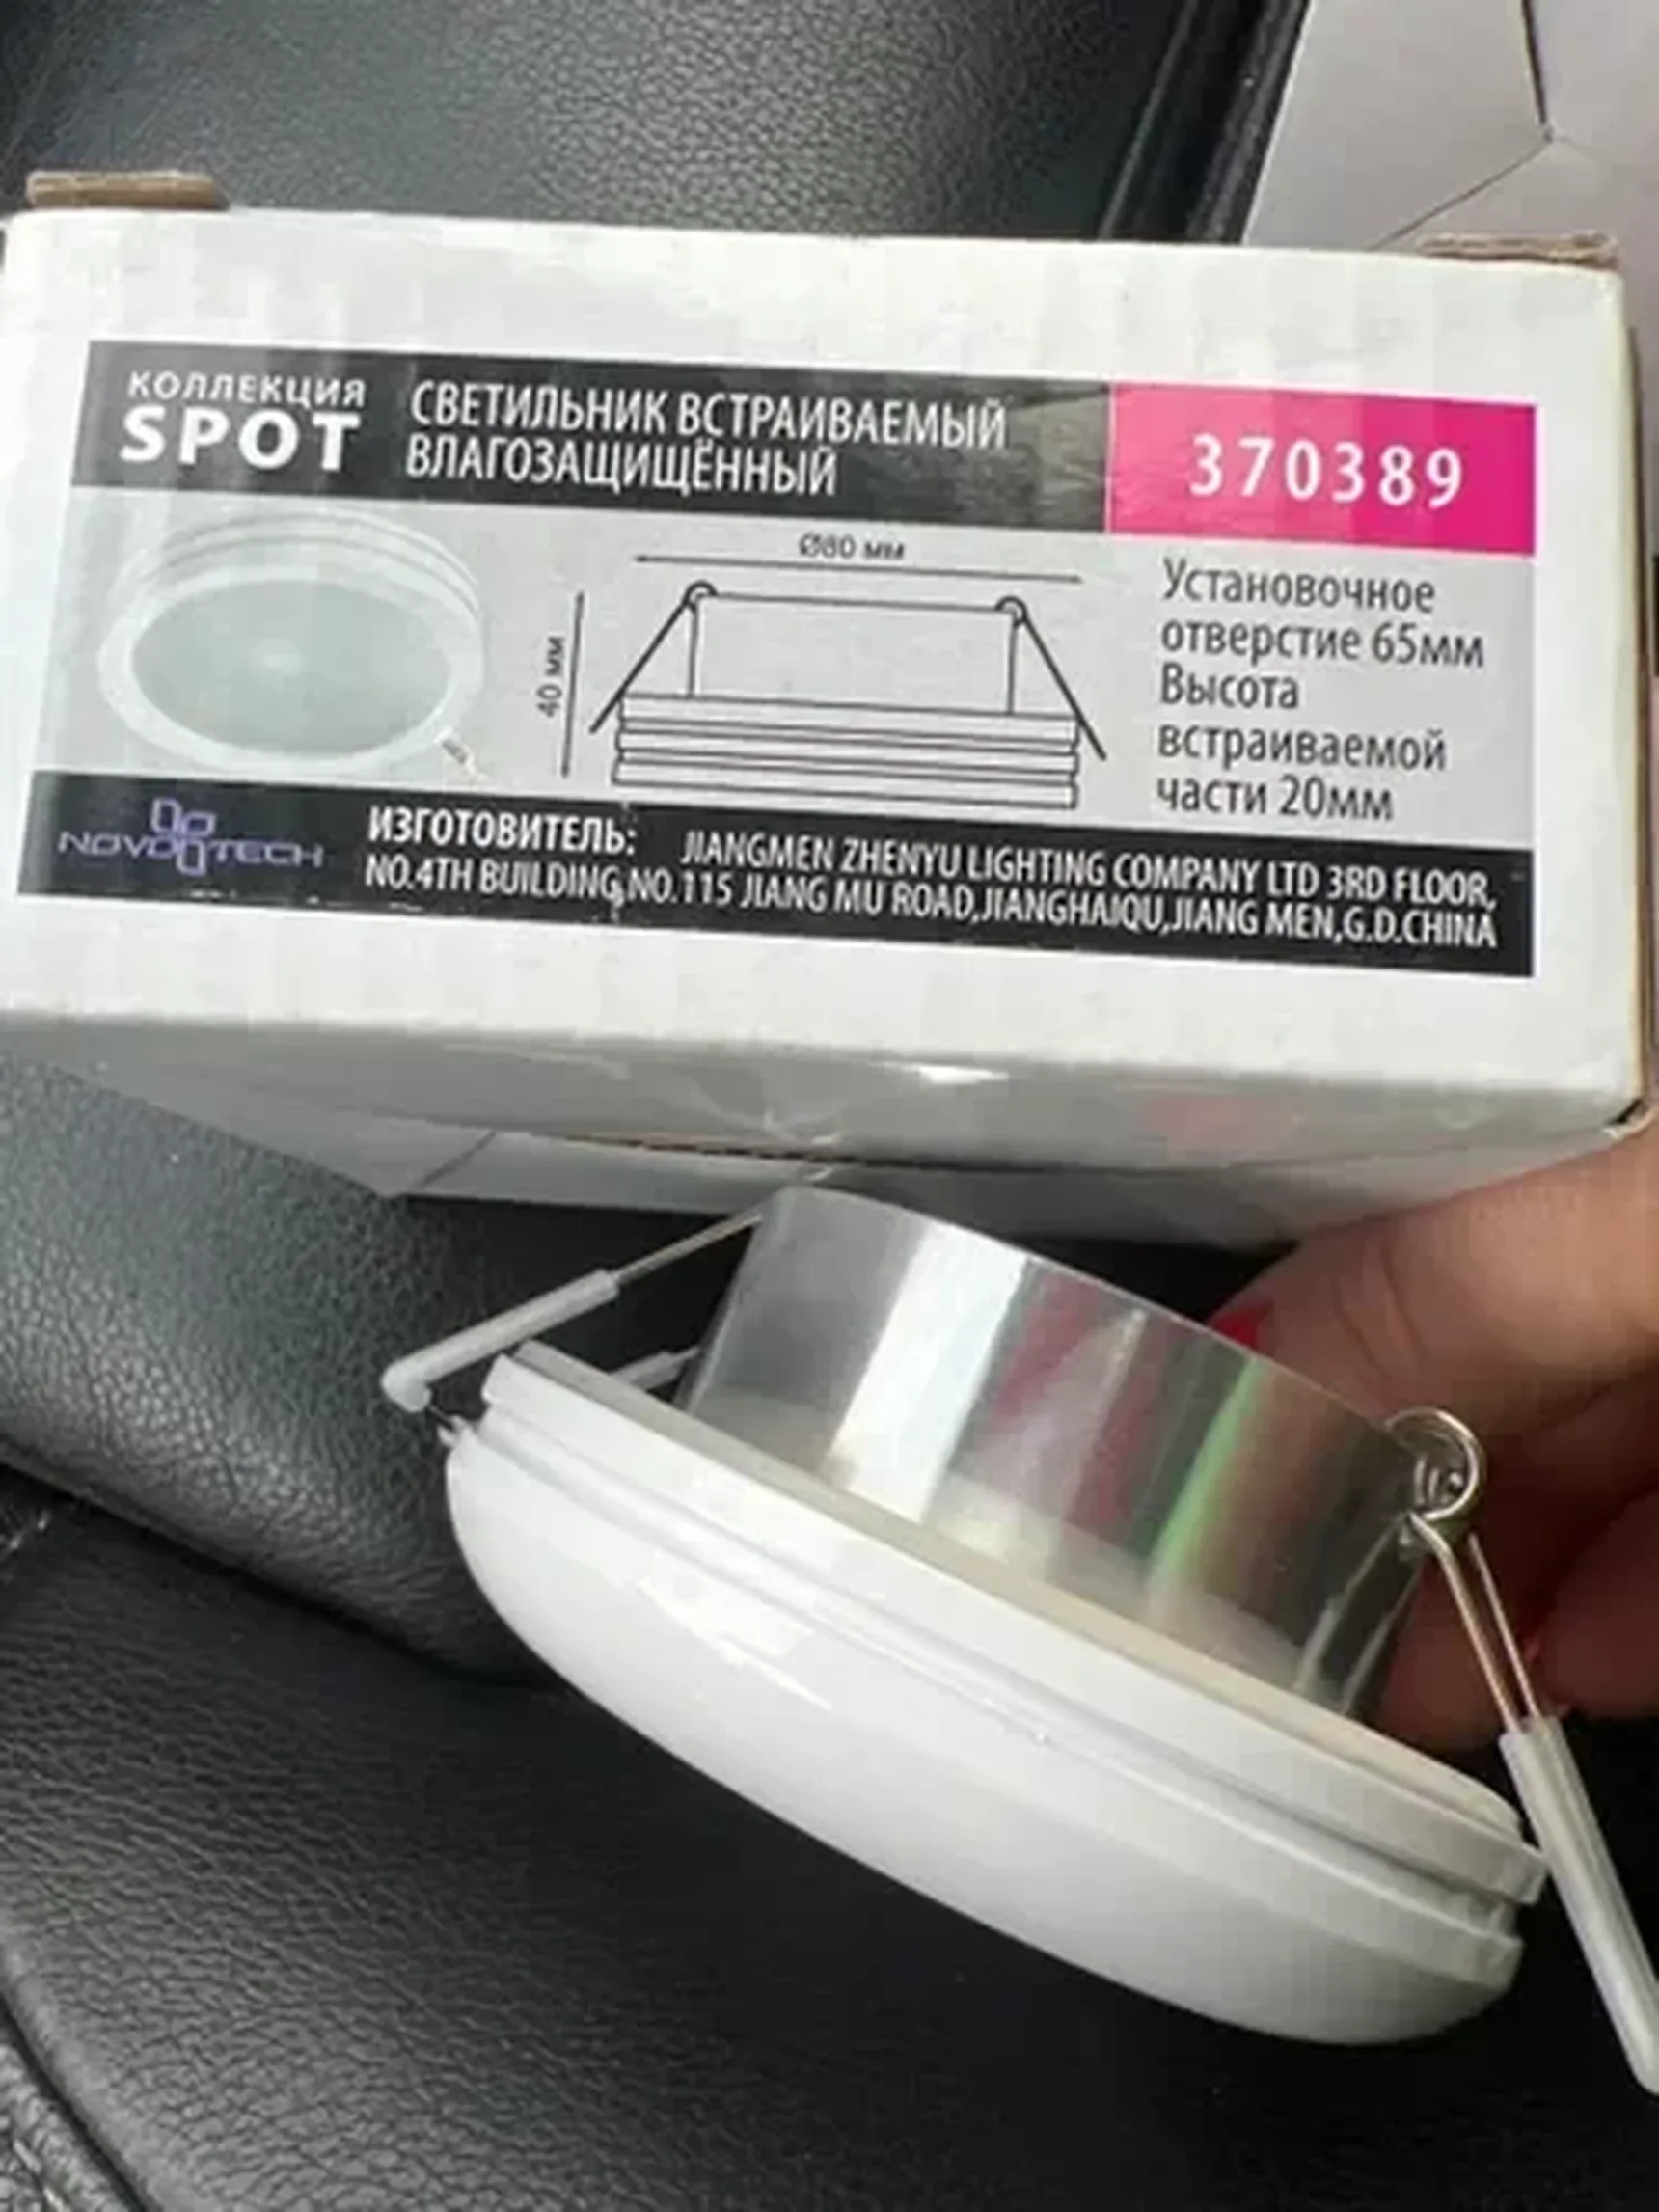 КОЛЛЕКЦИЯ
SPOT
СВЕТИЛЬНИК ВСТРАИВАЕМЫЙ
ВЛАГОЗАЩИЩЁННЫЙ
370389
Ø80 мм
40 мм
Установочное
отверстие 65мм
Высота
встраиваемой
части 20мм
NOVOTECH
ИЗГОТОВИТЕЛЬ: JIANGMEN ZHENYU LIGHTING COMPANY LTD 3RD FLOOR,
NO.4TH BUILDING,NO.115 JIANG MU ROAD,JIANGHAIQU,JIANG MEN,G.D.CHINA